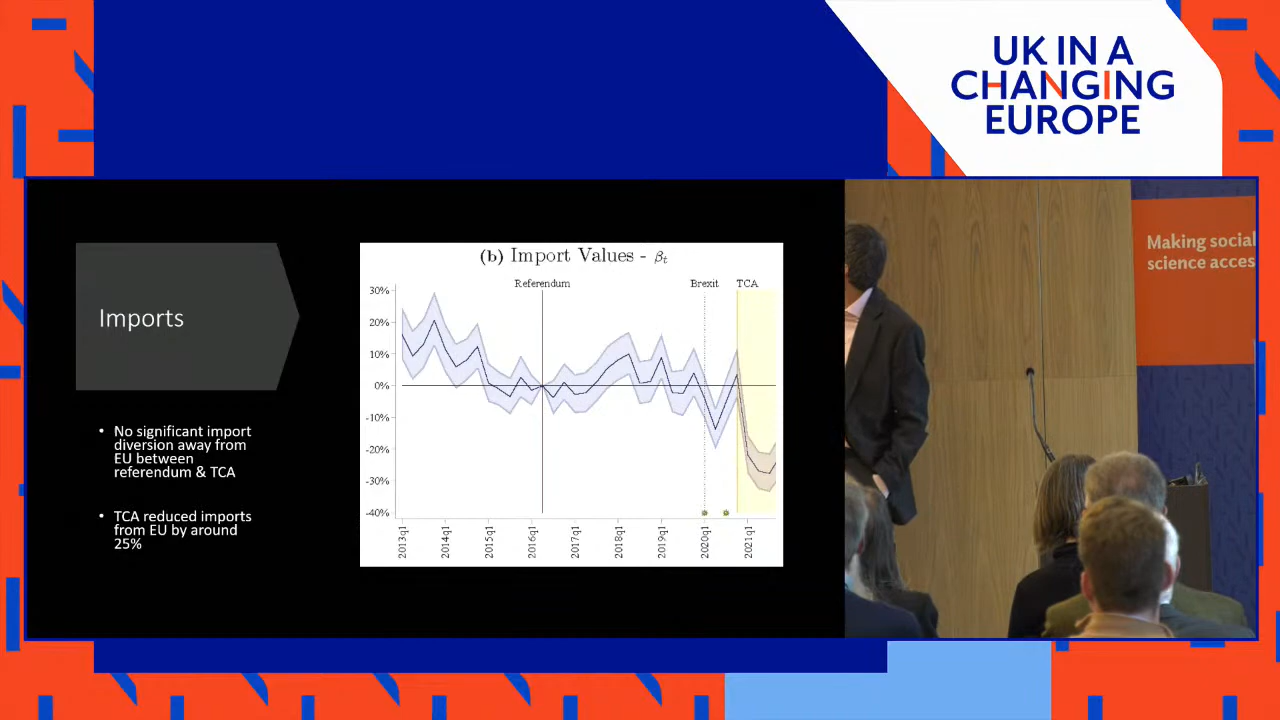 UK IN A
CHANGING
EUROPE
Imports
• No significant import
diversion away from
EU between
referendum & TCA
• TCA reduced imports
from EU by around
25%
(b) Import Values - βt
Referendum
Brexit
TCA
30%
20%
10%
0%
-10%
-20%
-30%
-40%
2013q1
2014q1
2015q1
2016q1
2017q1
2018q1
2019q1
2020q1
2021q1
Making social
science acces